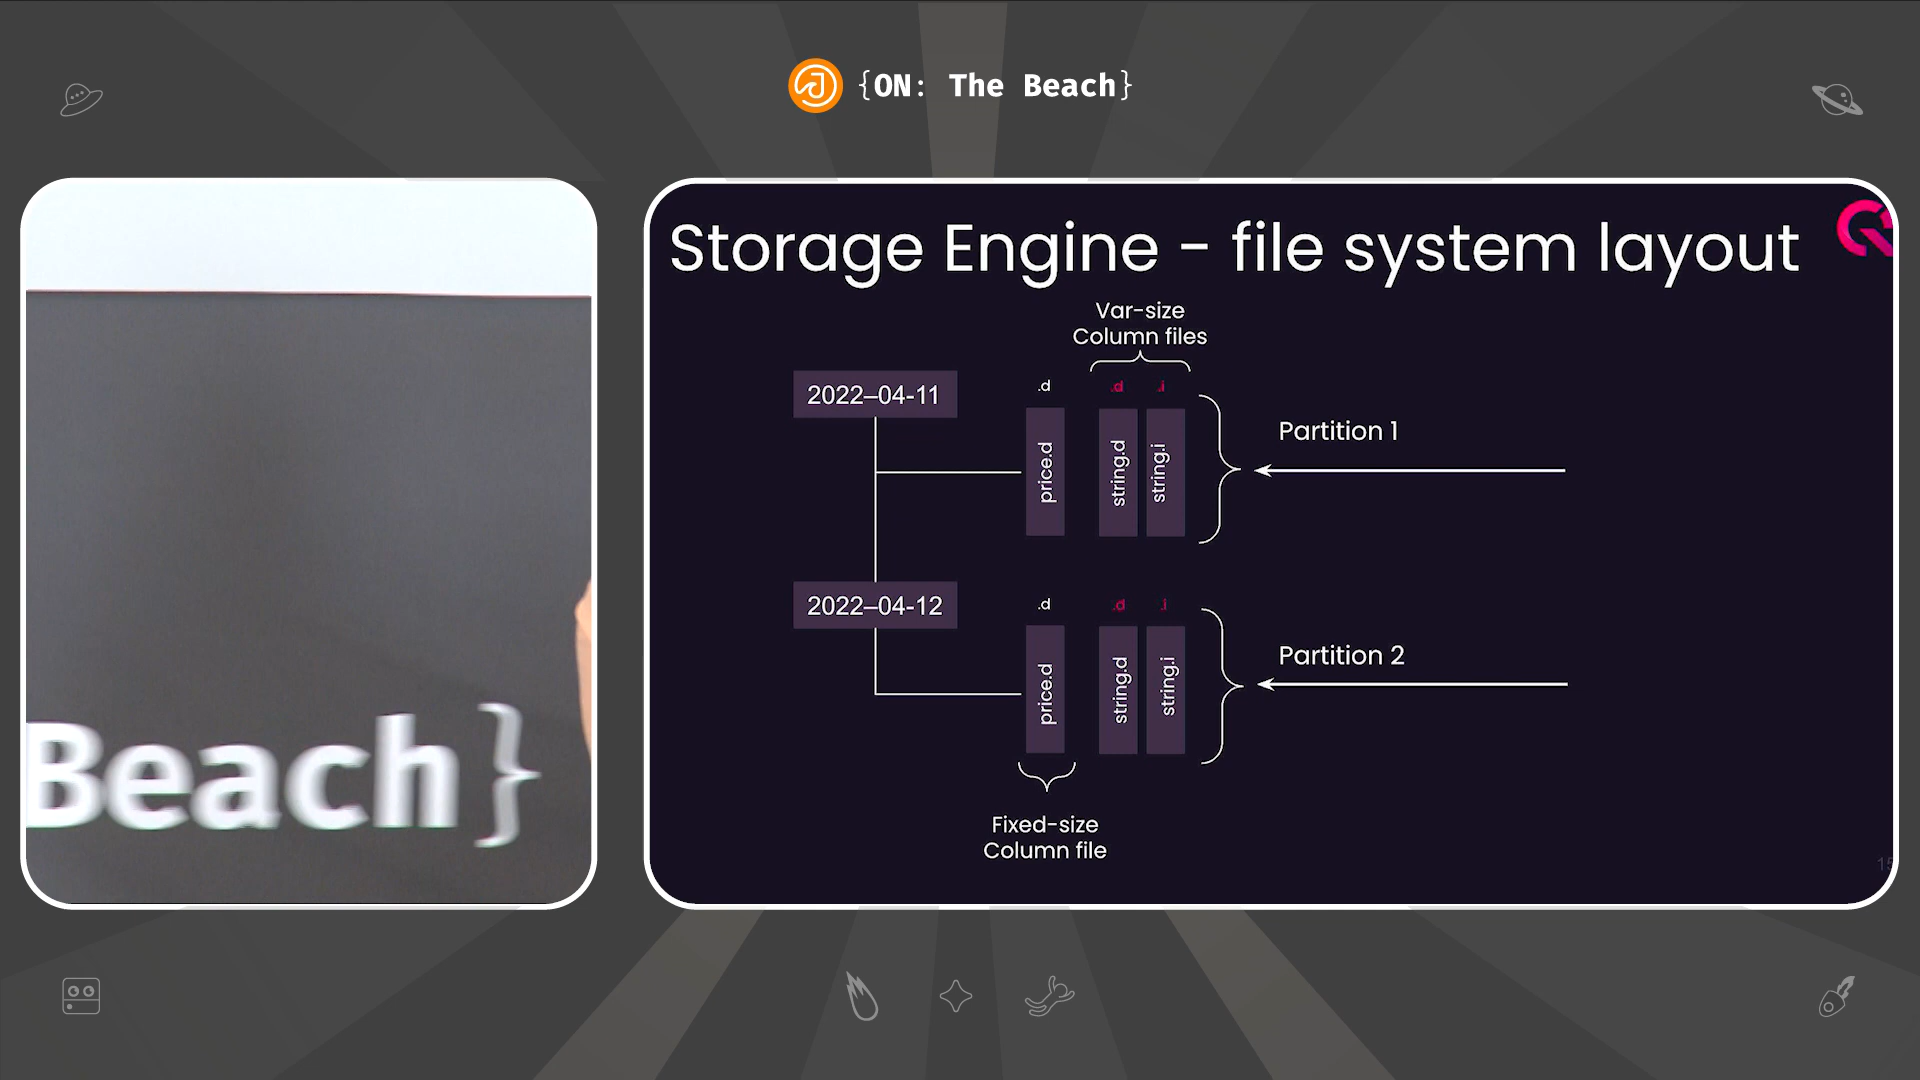 {ON: The Beach}
Beach}
Storage Engine - file system layout
Var-size
Column files
2022–04-11
.d
.d
.i
price.d
string.d
string.i
Partition 1
2022–04-12
.d
.d
.i
price.d
string.d
string.i
Partition 2
Fixed-size
Column file